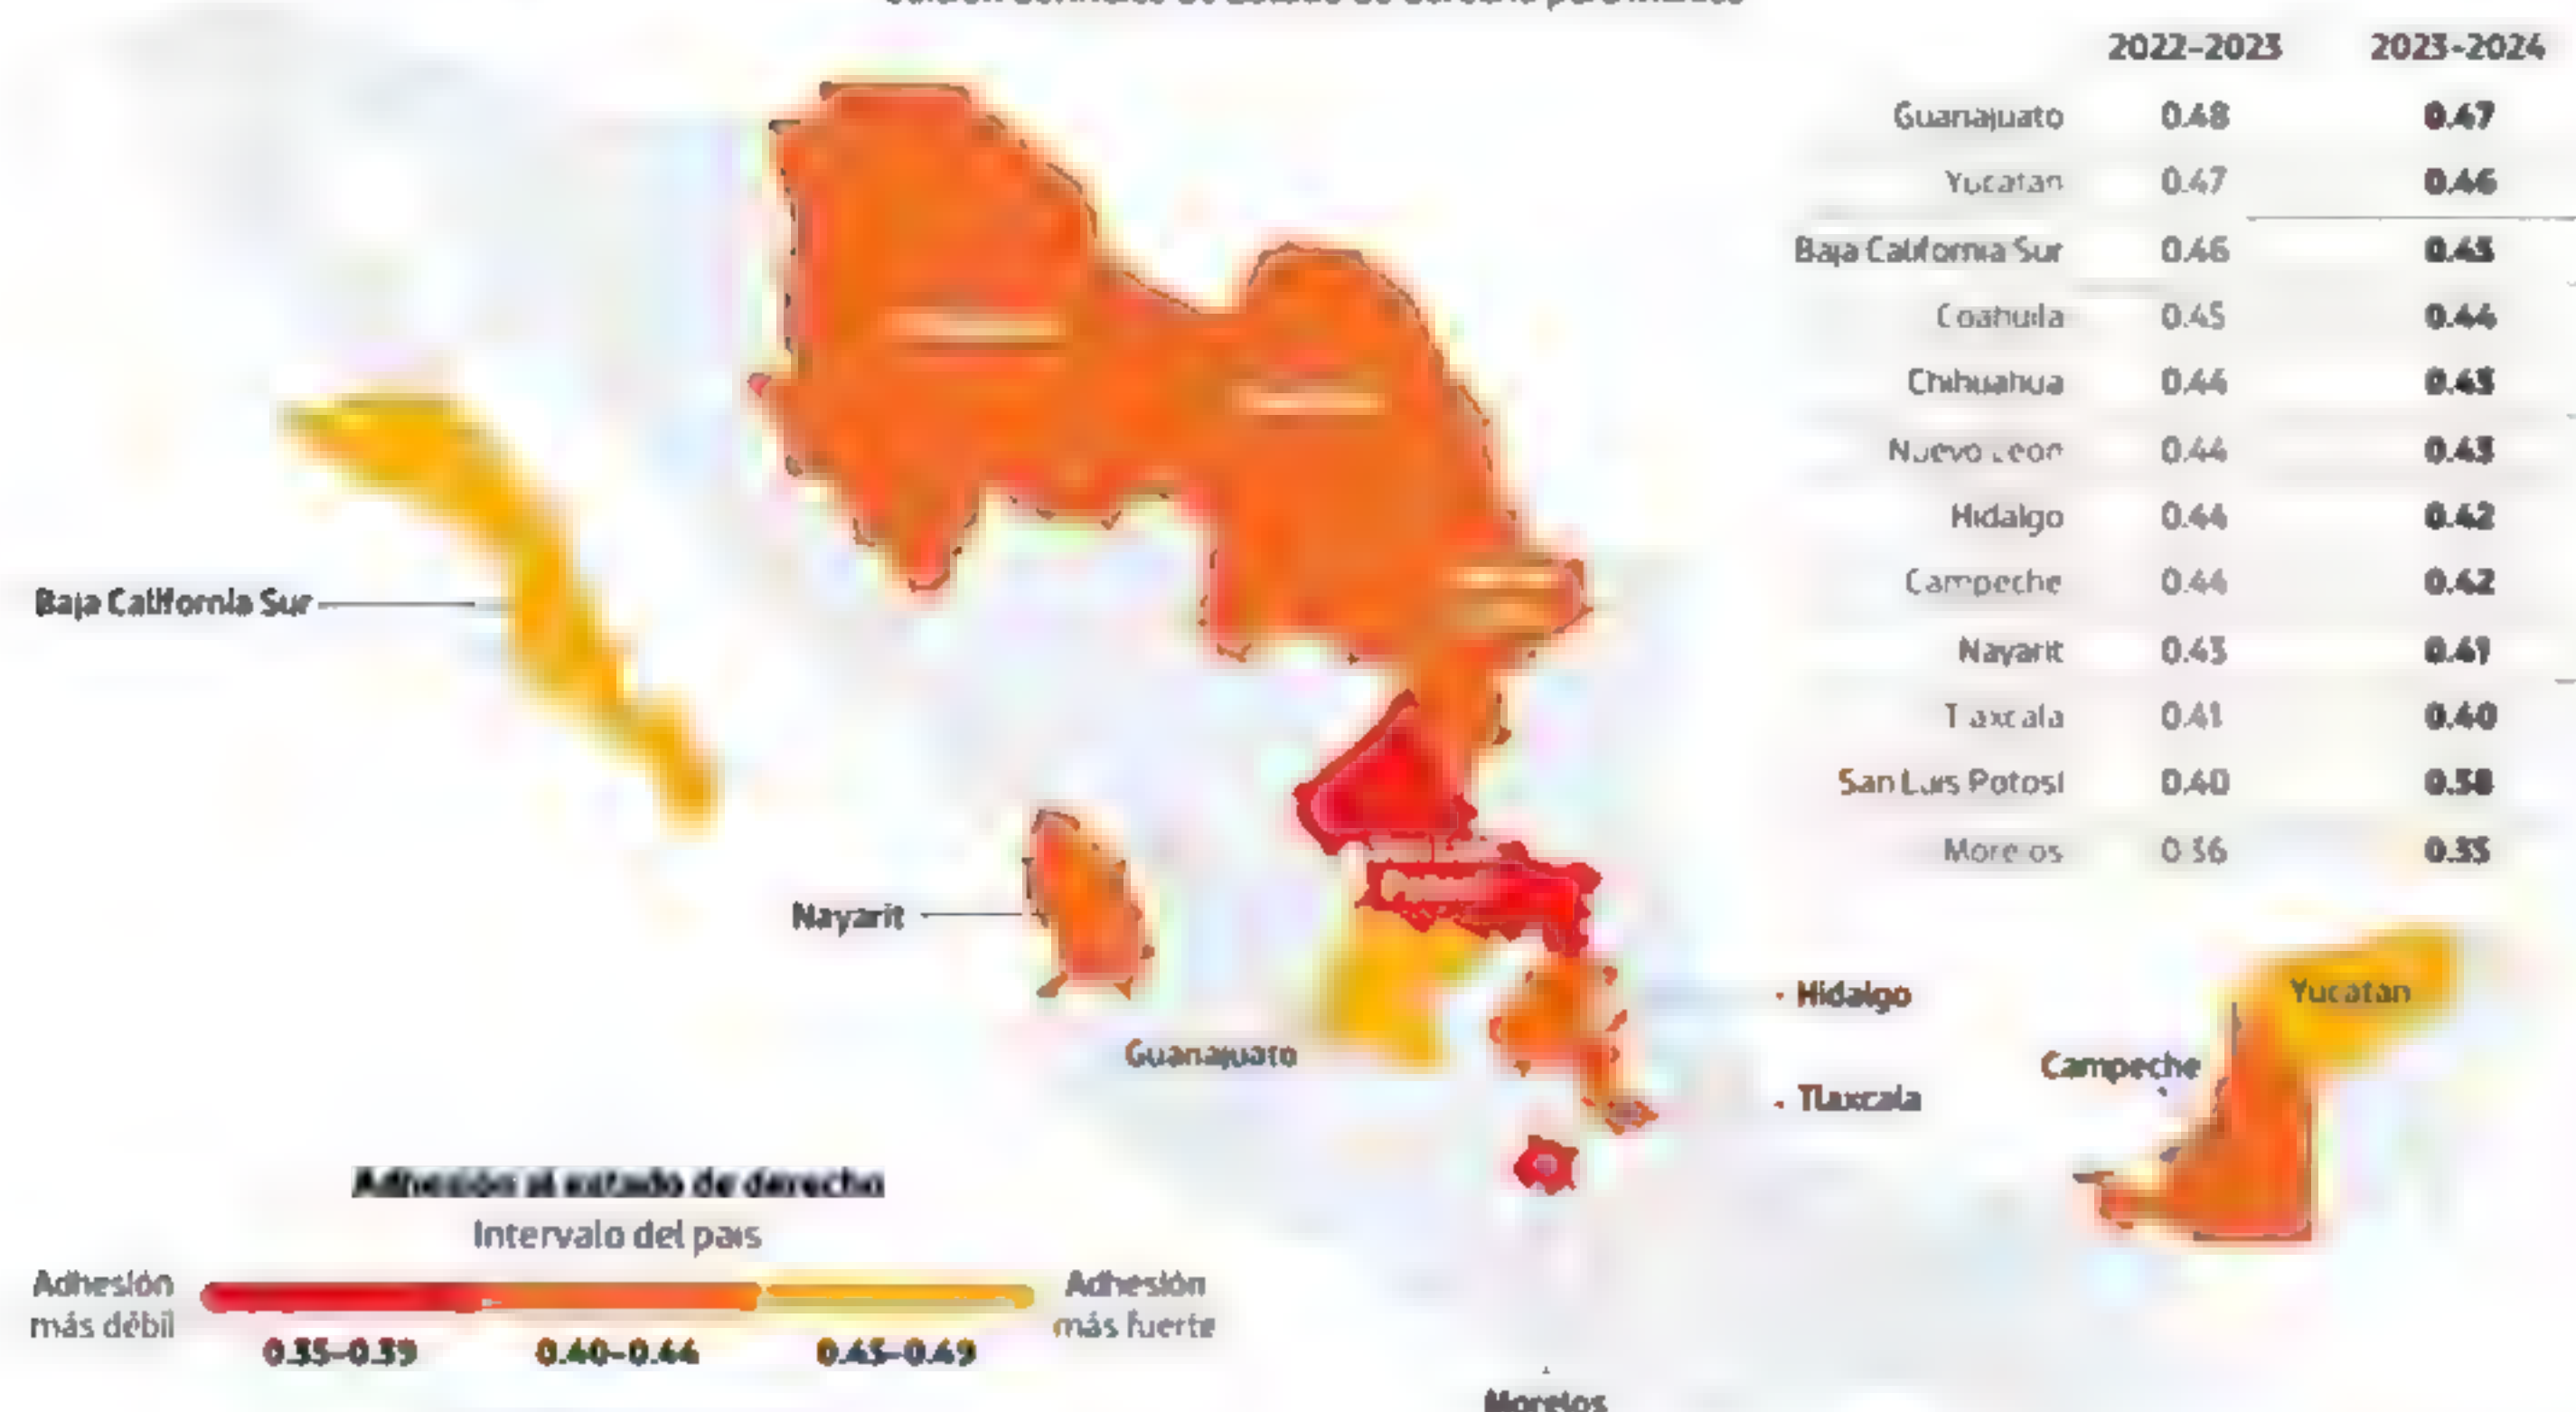 2022-2023 2023-2024
Guanajuato 0.48 0.47
Yucatan 0.47 0.46
Baja California Sur 0.46 0.45
Coahuila 0.45 0.44
Chihuahua 0.44 0.43
Nuevo Leon 0.44 0.43
Hidalgo 0.44 0.42
Campeche 0.44 0.42
Nayarit 0.43 0.41
Tlaxcala 0.41 0.40
San Luis Potosí 0.40 0.38
Morelos 0.36 0.35
Baja California Sur
Nayarit
Guanajuato
Hidalgo
Tlaxcala
Yucatan
Campeche
Morelos
Adhesión al estado de derecho
Intervalo del país
Adhesión
más débil
0.35-0.39
0.40-0.44
0.45-0.49
Adhesión
más fuerte